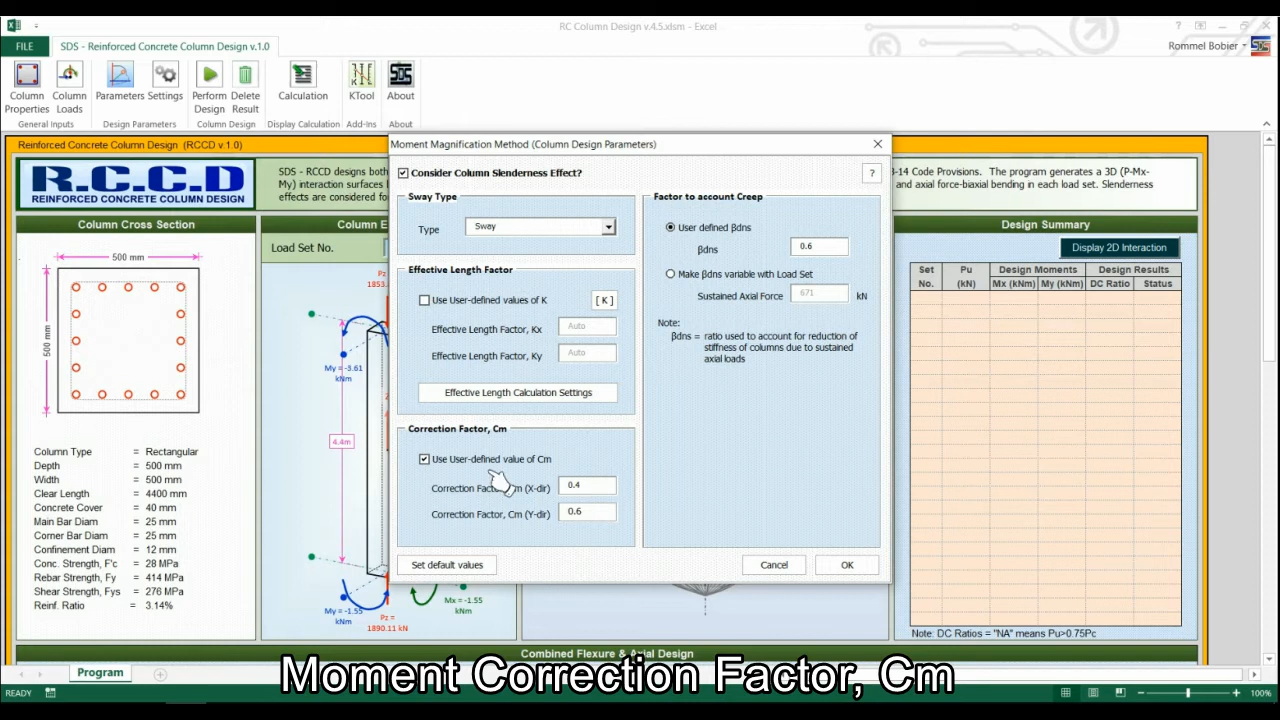 RC Column Design v.4.5.xlsm - Excel
FILE
SDS - Reinforced Concrete Column Design v.1.0
Rommel Bobier
Column Properties
Column Loads
Parameters
Settings
Perform Design
Delete Result
Calculation
KTool
About
General Inputs
Design Parameters
Column Design
Display Calculation
Add-Ins
About
Reinforced Concrete Column Design (RCCD v 1.0)
R.C.C.D
REINFORCED CONCRETE COLUMN DESIGN
SDS - RCCD designs both
My) interaction surfaces
effects are considered for
-14 Code Provisions. The program generates a 3D (P-Mx-
and axial force-biaxial bending in each load set. Slenderness
Column Cross Section
500 mm
500 mm
Column Type = Rectangular
Depth = 500 mm
Width = 500 mm
Clear Length = 4400 mm
Concrete Cover = 40 mm
Main Bar Diam = 25 mm
Corner Bar Diam = 25 mm
Confinement Diam = 12 mm
Conc. Strength, F'c = 28 MPa
Rebar Strength, Fy = 414 MPa
Shear Strength, Fys = 276 MPa
Reinf. Ratio = 3.14%
Column E
Load Set No.
Pz
1853.
My = -3.61
kNm
4.4m
My = -1.55
kNm
Pz =
1890.11 kN
Mx = -1.55
kNm
Moment Magnification Method (Column Design Parameters)
Consider Column Slenderness Effect?
?
Sway Type
Type Sway
Effective Length Factor
Use User-defined values of K [ K ]
Effective Length Factor, Kx Auto
Effective Length Factor, Ky Auto
Effective Length Calculation Settings
Correction Factor, Cm
Use User-defined value of Cm
Correction Fact m (X-dir) 0.4
Correction Factor, Cm (Y-dir) 0.6
Factor to account Creep
User defined βdns
βdns 0.6
Make βdns variable with Load Set
Sustained Axial Force 671 kN
Note:
βdns = ratio used to account for reduction of
stiffness of columns due to sustained
axial loads
Set default values
Cancel
OK
Design Summary
Display 2D Interaction
Set Pu Design Moments Design Results
No. (kN) Mx (kNm) My (kNm) DC Ratio Status
Note: DC Ratios = "NA" means Pu>0.75Pc
Combined Flexure & Axial Design
Program
Moment Correction Factor, Cm
READY
100%